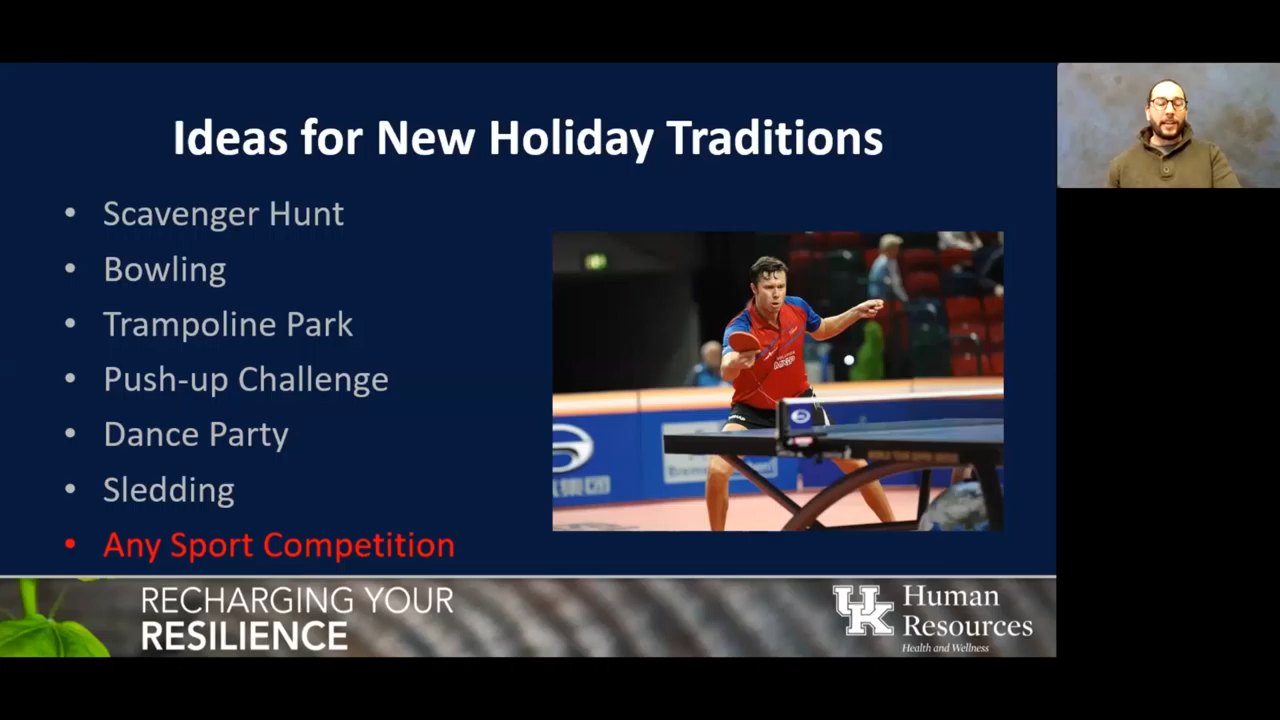 Ideas for New Holiday Traditions
• Scavenger Hunt
• Bowling
• Trampoline Park
• Push-up Challenge
• Dance Party
• Sledding
• Any Sport Competition
RECHARGING YOUR
RESILIENCE
UK
Human
Resources
Health and Wellness